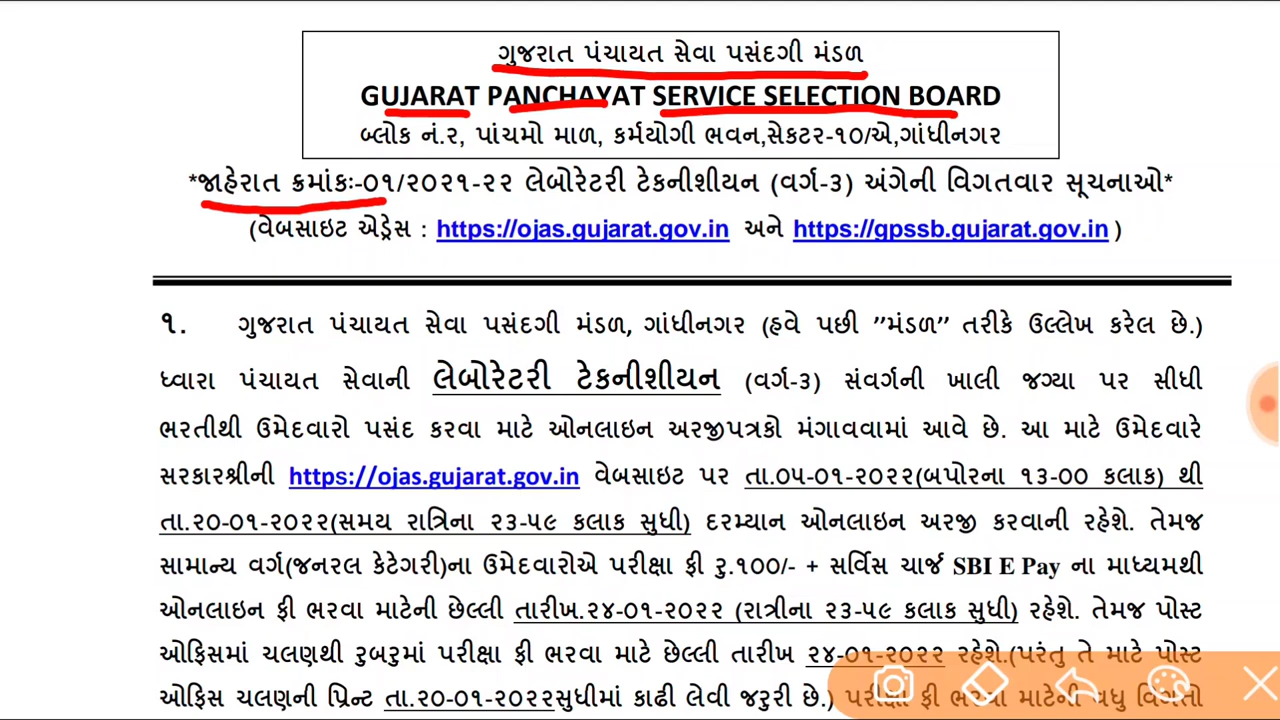 ગુજરાત પંચાયત સેવા પસંદગી મંડળ
GUJARAT PANCHAYAT SERVICE SELECTION BOARD
બ્લોક નં.૨, પાંચમો માળ, કર્મયોગી ભવન,સેકટર-૧૦/એ,ગાંધીનગર
*જાહેરાત ક્રમાંકઃ-૦૧/૨૦૨૧-૨૨ લેબોરેટરી ટેકનીશીયન (વર્ગ-૩) અંગેની વિગતવાર સૂચનાઓ*
(વેબસાઇટ એડ્રેસ : https://ojas.gujarat.gov.in અને https://gpssb.gujarat.gov.in )
૧. ગુજરાત પંચાયત સેવા પસંદગી મંડળ, ગાંધીનગર (હવે પછી ”મંડળ” તરીકે ઉલ્લેખ કરેલ છે.)
ધ્વારા પંચાયત સેવાની લેબોરેટરી ટેકનીશીયન (વર્ગ-૩) સંવર્ગની ખાલી જગ્યા પર સીધી
ભરતીથી ઉમેદવારો પસંદ કરવા માટે ઓનલાઇન અરજીપત્રકો મંગાવવામાં આવે છે. આ માટે ઉમેદવારે
સરકારશ્રીની https://ojas.gujarat.gov.in વેબસાઇટ પર તા.૦૫-૦૧-૨૦૨૨(બપોરના ૧૩-૦૦ કલાક) થી
તા.૨૦-૦૧-૨૦૨૨(સમય રાત્રિના ૨૩-૫૯ કલાક સુધી) દરમ્યાન ઓનલાઇન અરજી કરવાની રહેશે. તેમજ
સામાન્ય વર્ગ(જનરલ કેટેગરી)ના ઉમેદવારોએ પરીક્ષા ફી રુ.૧૦૦/- + સર્વિસ ચાર્જ SBI E Pay ના માધ્યમથી
ઓનલાઇન ફી ભરવા માટેની છેલ્લી તારીખ.૨૪-૦૧-૨૦૨૨ (રાત્રીના ૨૩-૫૯ કલાક સુધી) રહેશે. તેમજ પોસ્ટ
ઓફિસમાં ચલણથી રુબરુમાં પરીક્ષા ફી ભરવા માટે છેલ્લી તારીખ ૨૪-૦૧-૨૦૨૨ રહેશે.(પરંતુ તે માટે પોસ્ટ
ઓફિસ ચલણની પ્રિન્ટ તા.૨૦-૦૧-૨૦૨૨સુધીમાં કાઢી લેવી જરુરી છે.) પરીક્ષા ફી ભરવા માટેની વધુ વિગતો